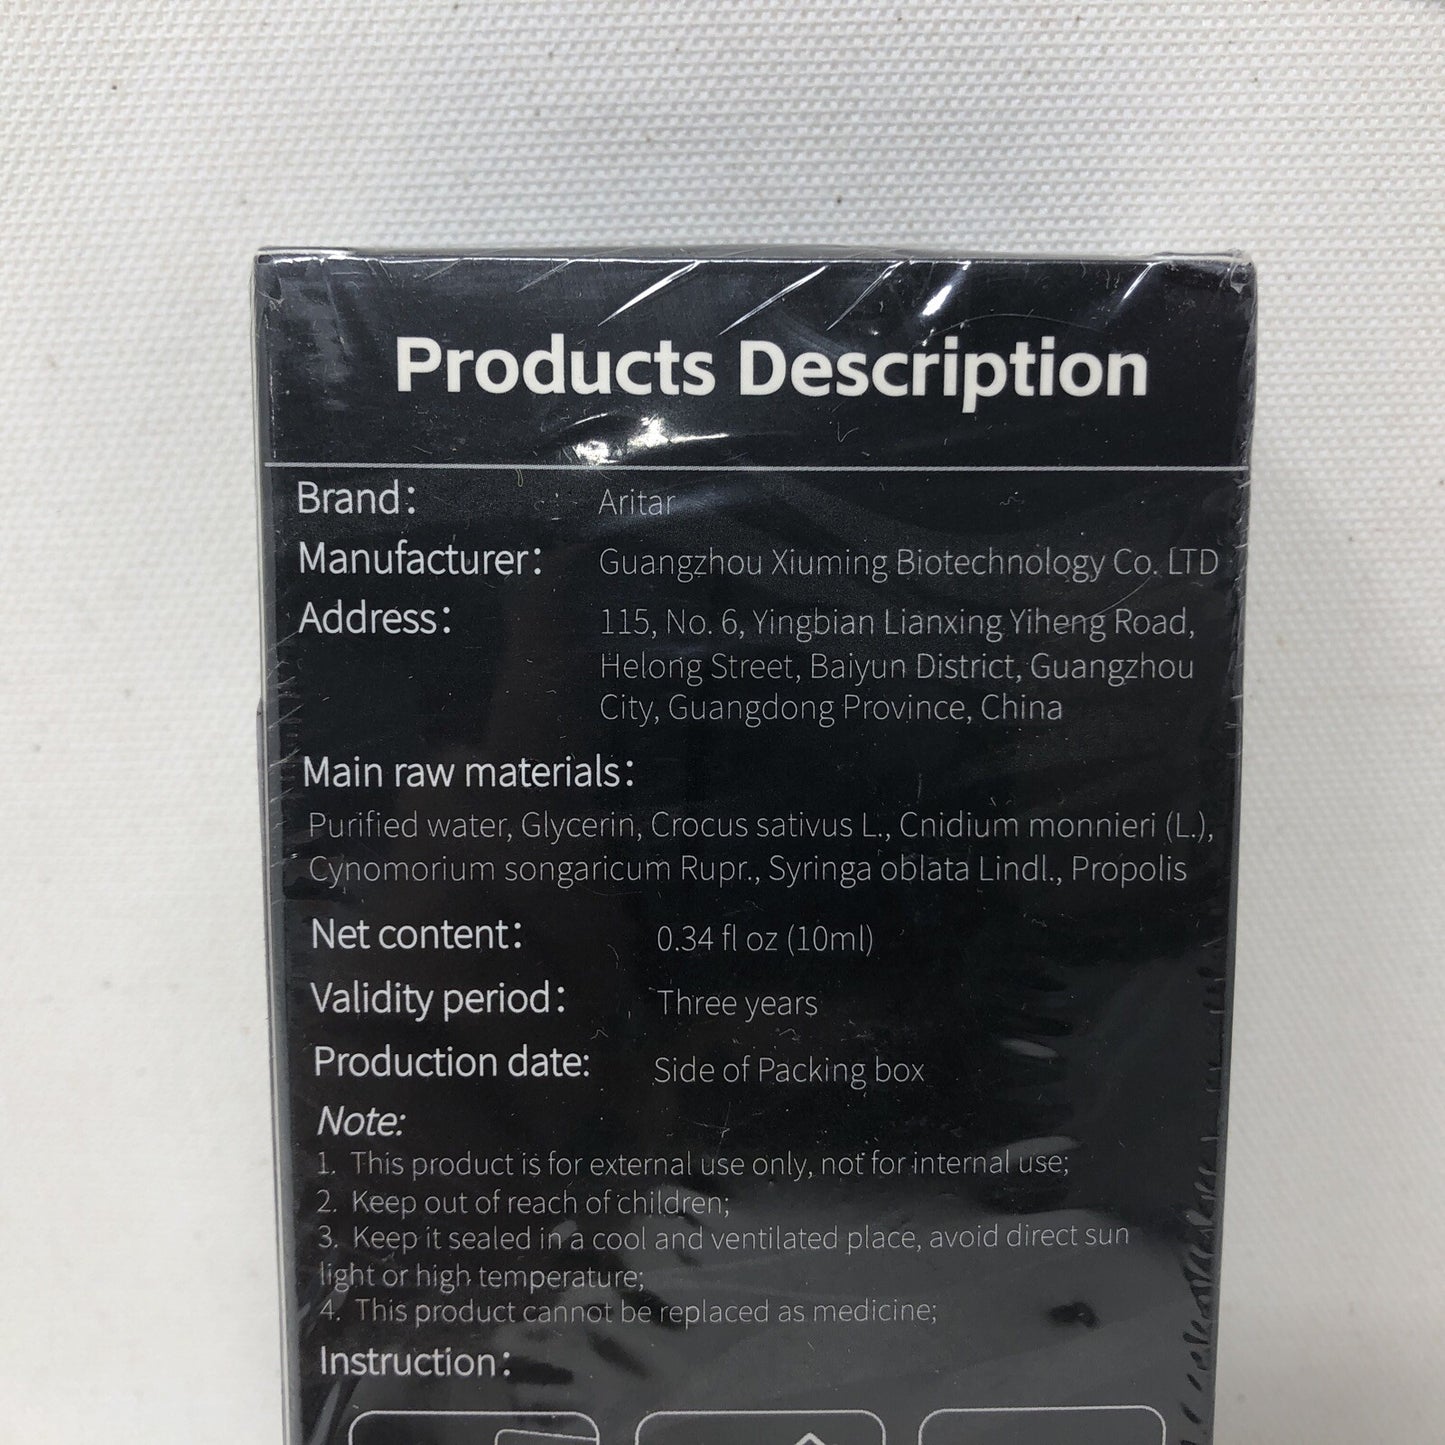 Products Description
Brand: Aritar
Manufacturer: Guangzhou Xiuming Biotechnology Co. LTD
Address: 115, No. 6, Yingbian Lianxing Yiheng Road,
Helong Street, Baiyun District, Guangzhou
City, Guangdong Province, China
Main raw materials:
Purified water, Glycerin, Crocus sativus L., Cnidium monnieri (L.),
Cynomorium songaricum Rupr., Syringa oblata Lindl., Propolis
Net content: 0.34 fl oz (10ml)
Validity period: Three years
Production date: Side of Packing box
Note:
1. This product is for external use only, not for internal use;
2. Keep out of reach of children;
3. Keep it sealed in a cool and ventilated place, avoid direct sun
light or high temperature;
4. This product cannot be replaced as medicine;
Instruction: